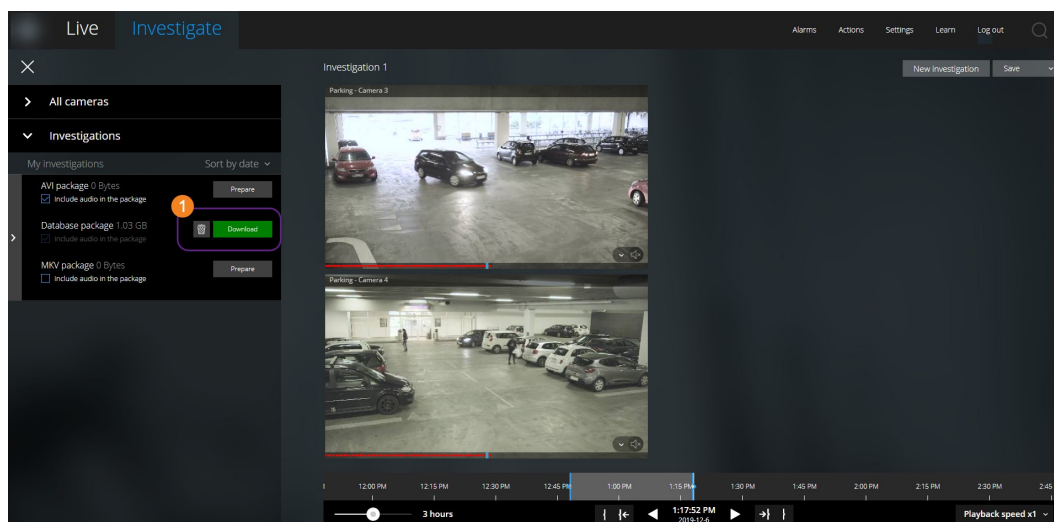 Live Investigate
Alarms Actions Settings Learn Log out
Investigation 1
New investigation Save
All cameras
Parking - Camera 3
Investigations
My investigations Sort by date
AVI package 0 Bytes
Prepare
Include audio in the package
1
Database package 1.03 GB
Download
Include audio in the package
MKV package 0 Bytes
Prepare
Include audio in the package
Parking - Camera 4
12:00 PM 12:15 PM 12:30 PM 12:45 PM 1:00 PM 1:15 PM 1:30 PM 1:45 PM 2:00 PM 2:15 PM 2:30 PM 2:45
3 hours
1:17:52 PM
2019-12-6
Playback speed x1